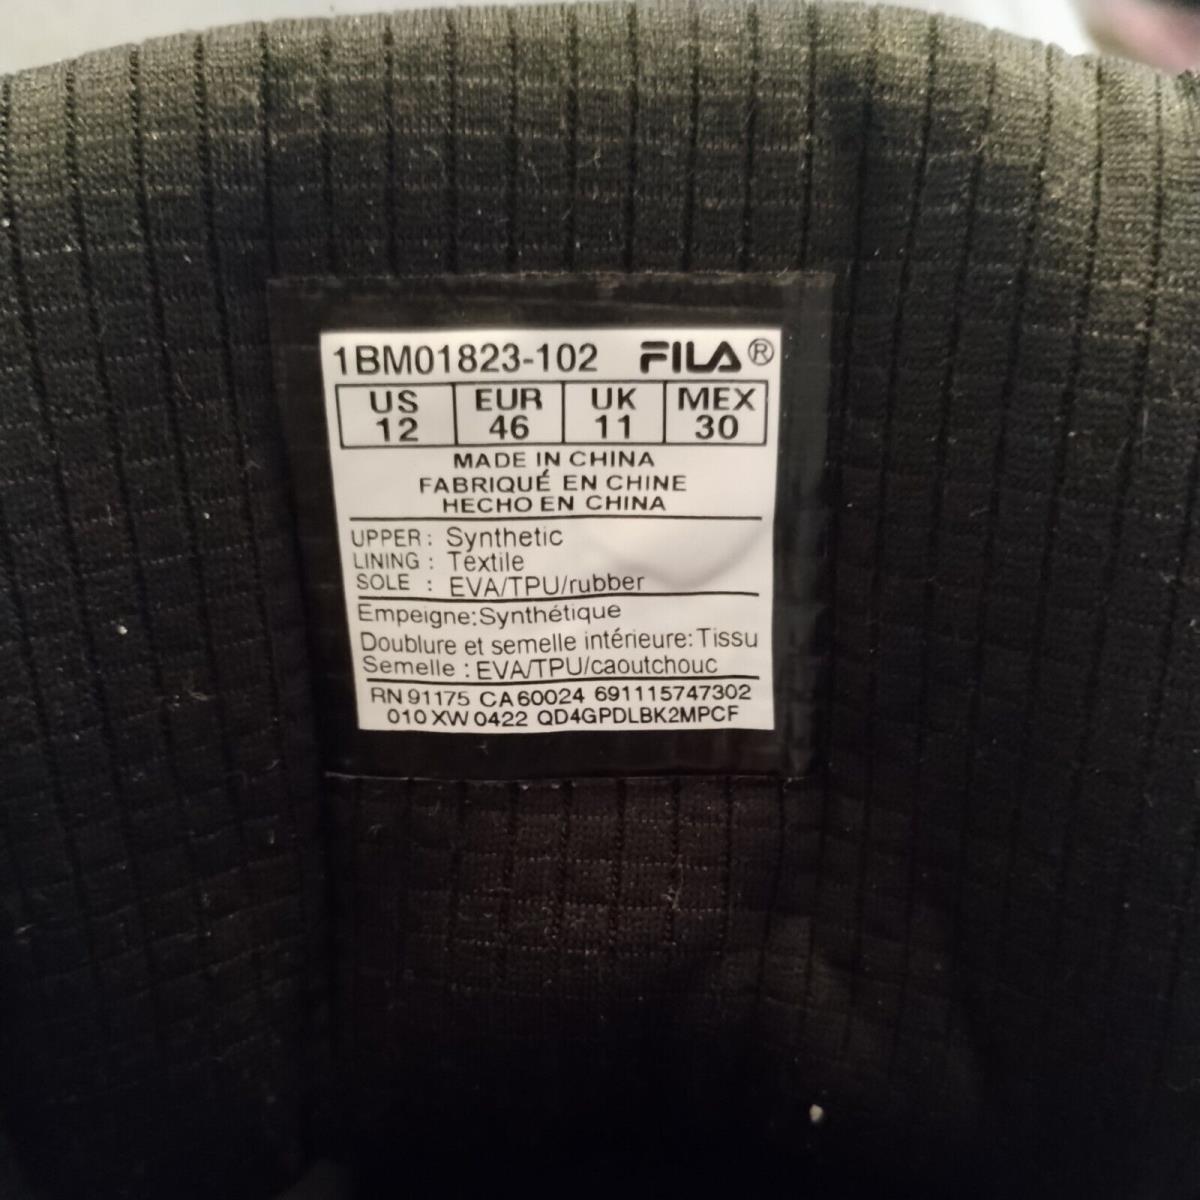 1BM01823-102 FILA®
US EUR UK MEX
12 46 11 30
MADE IN CHINA
FABRIQUÉ EN CHINE
HECHO EN CHINA
UPPER : Synthetic
LINING : Textile
SOLE : EVA/TPU/rubber
Empeigne:Synthétique
Doublure et semelle intérieure:Tissu
Semelle : EVA/TPU/caoutchouc
RN 91175 CA 60024 691115747302
010 XW 0422 QD4GPDLBK2MPCF